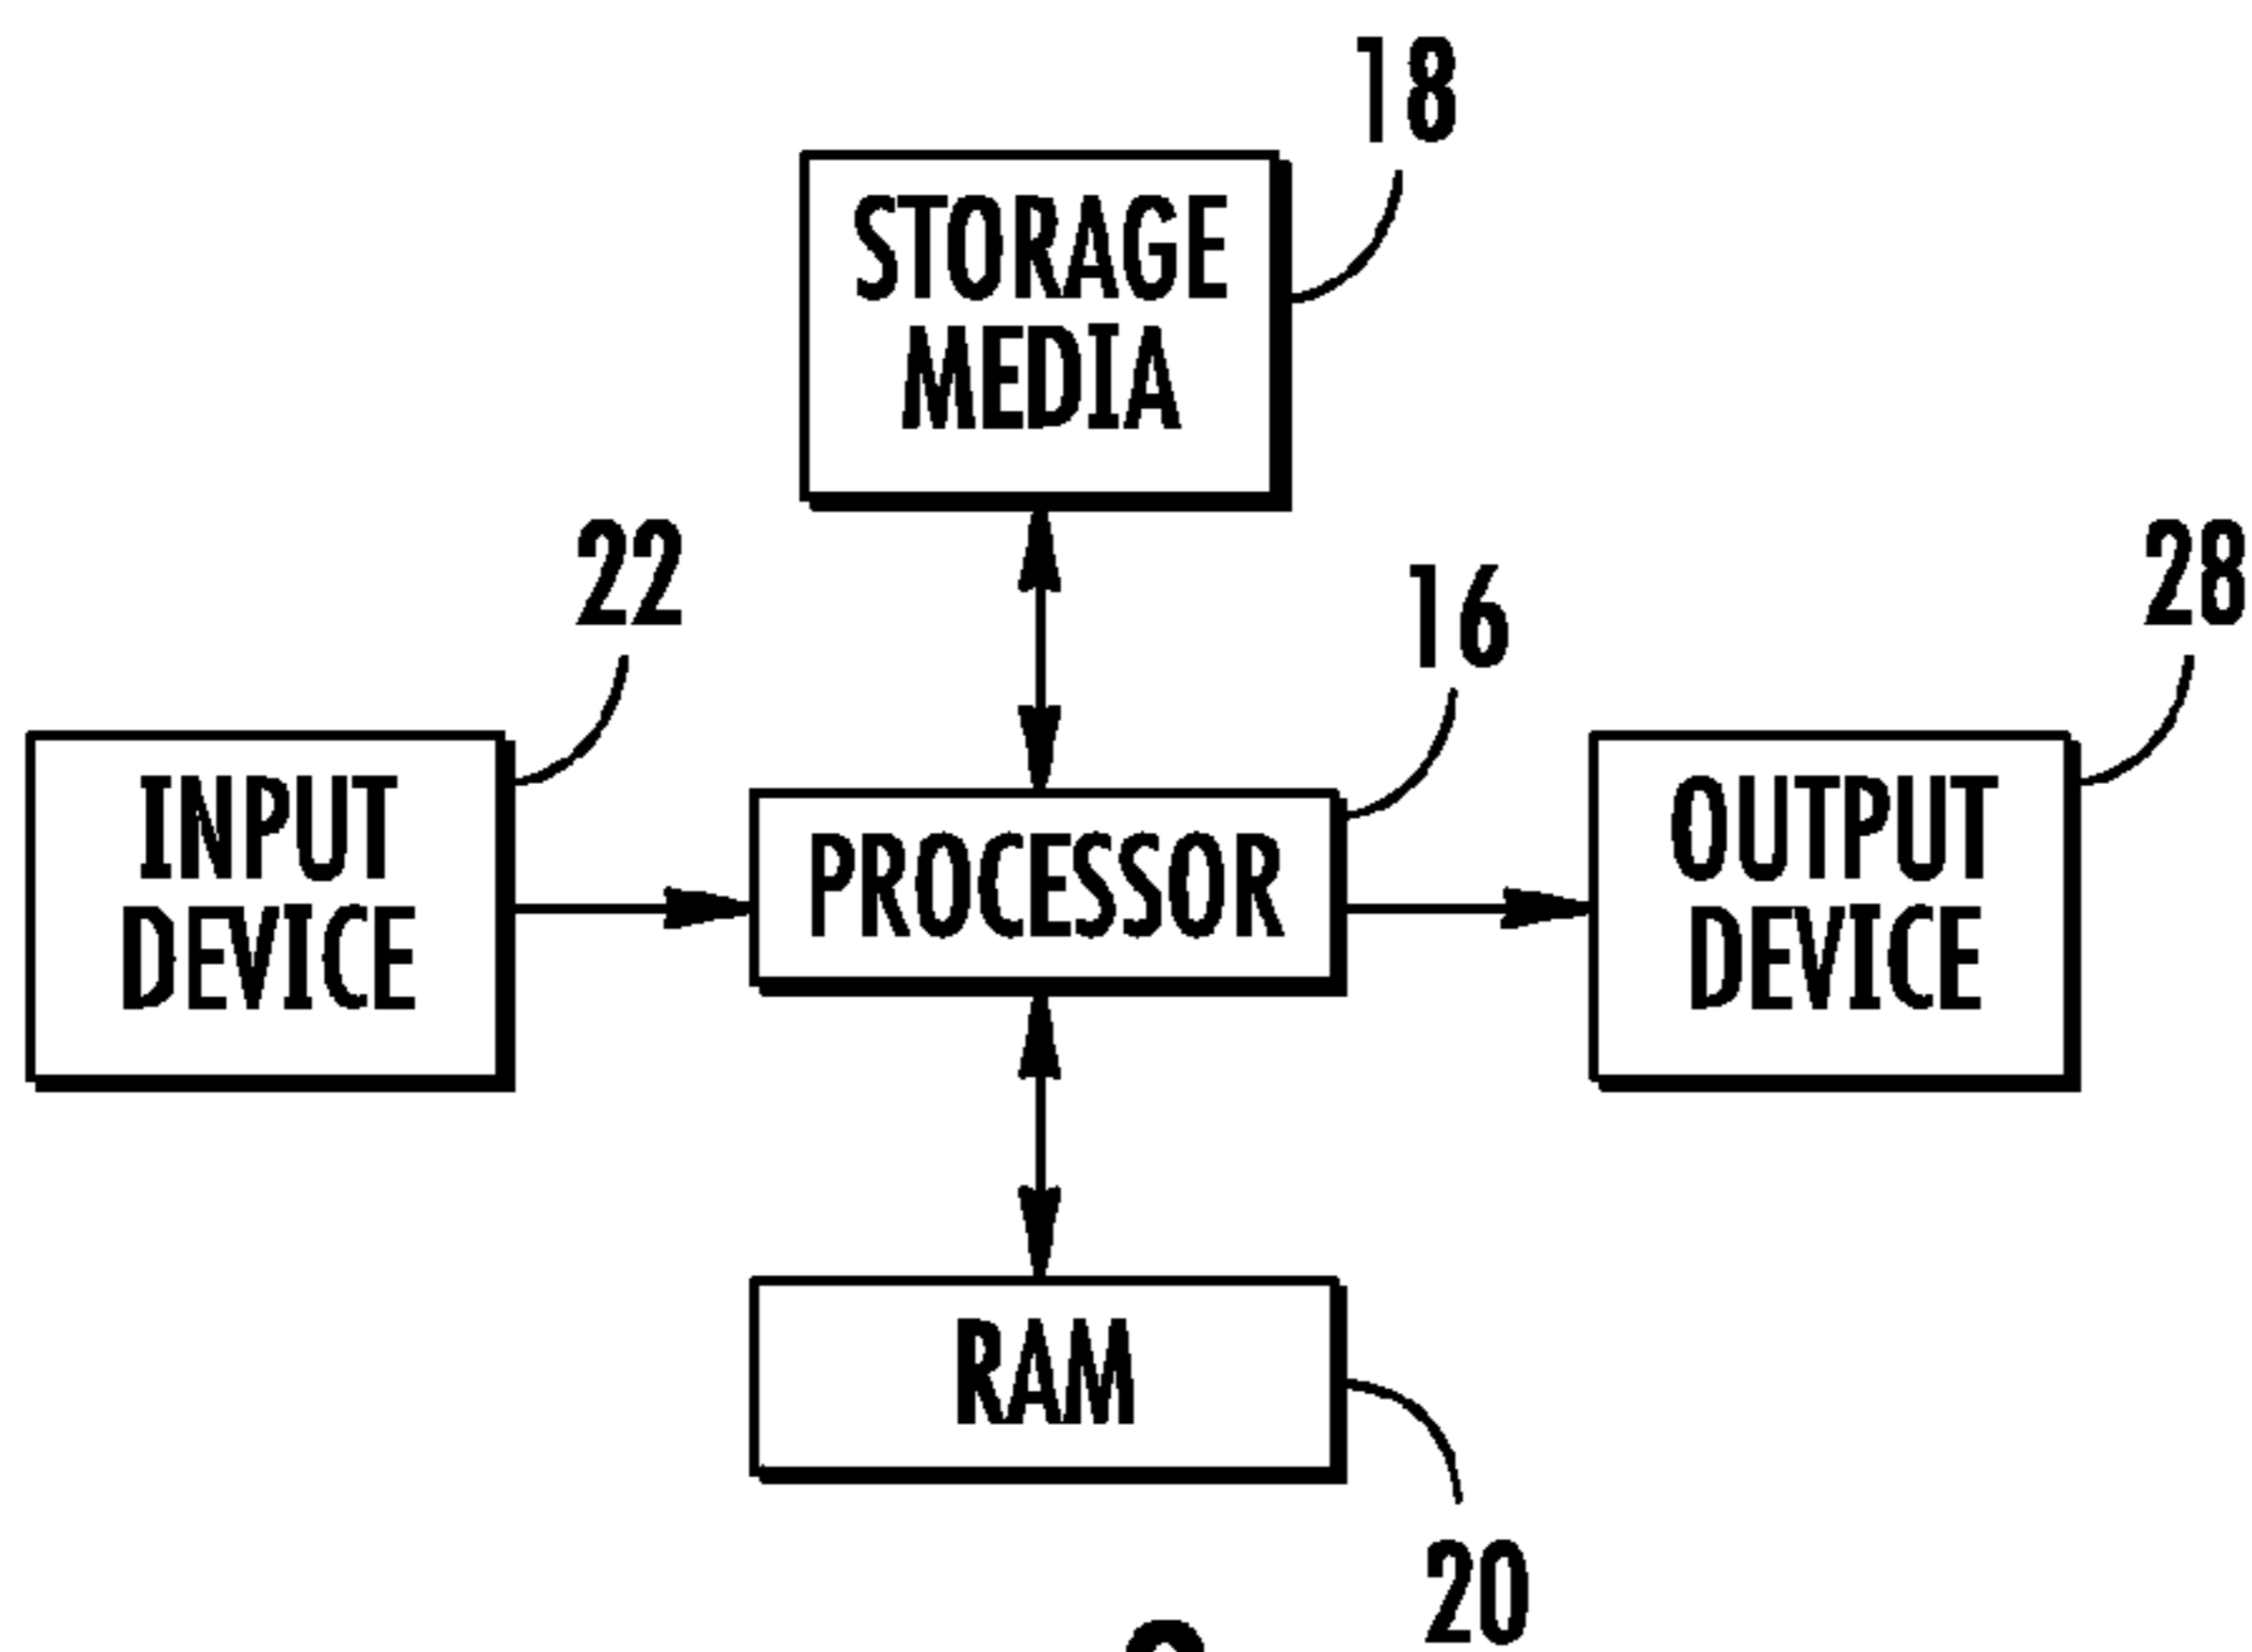 18
STORAGE
MEDIA
22
16
28
INPUT
DEVICE
PROCESSOR
OUTPUT
DEVICE
RAM
20